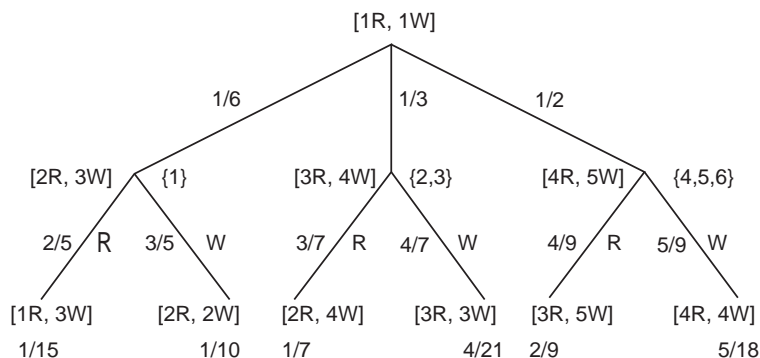 [1R, 1W]
1/6 1/3 1/2
[2R, 3W] {1} [3R, 4W] {2,3} [4R, 5W] {4,5,6}
2/5 R 3/5 W 3/7 R 4/7 W 4/9 R 5/9 W
[1R, 3W] [2R, 2W] [2R, 4W] [3R, 3W] [3R, 5W] [4R, 4W]
1/15 1/10 1/7 4/21 2/9 5/18